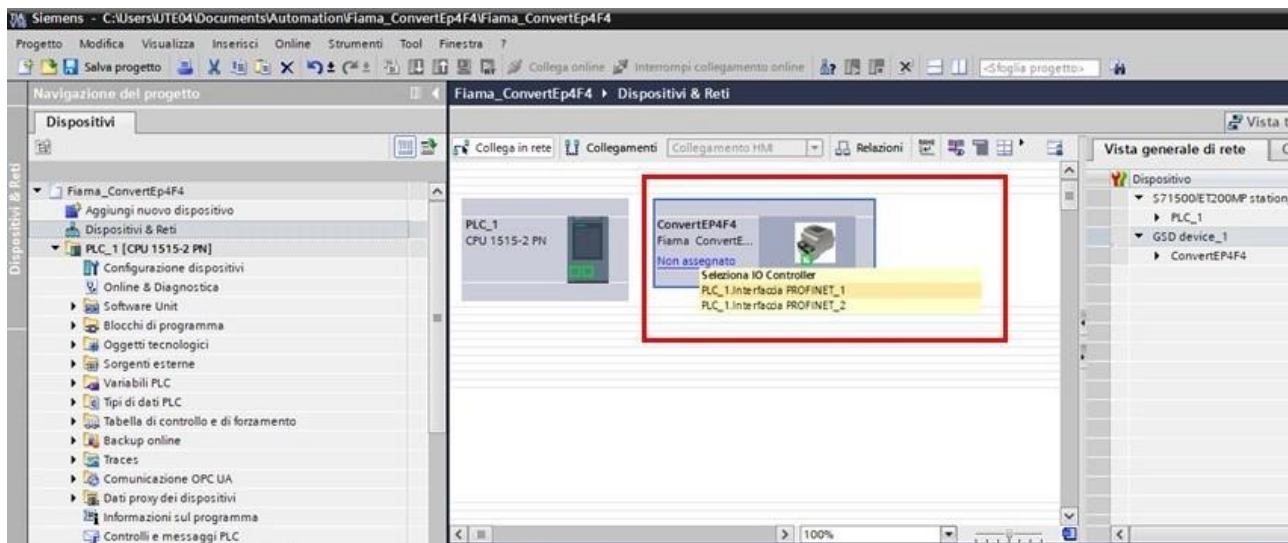 Siemens - C:\Users\UTE04\Documents\Automation\Fiama_ConvertEp4F4\Fiama_ConvertEp4F4
Progetto Modifica Visualizza Inserisci Online Strumenti Tool Finestra ?
Salva progetto Collega online Interrompi collegamento online <Sfoglia progetto>
Navigazione del progetto
Fiama_ConvertEp4F4 Dispositivi & Reti
Dispositivi
Vista t
Collega in rete Collegamenti Collegamento HMI Relazioni
Vista generale di rete
Dispositivi & Reti
Dispositivo
S71500/ET200MP station_
PLC_1
GSD device_1
ConvertEP4F4
Fiama_ConvertEp4F4
Aggiungi nuovo dispositivo
Dispositivi & Reti
PLC_1 [CPU 1515-2 PN]
Configurazione dispositivi
Online & Diagnostica
Software Unit
Blocchi di programma
Oggetti tecnologici
Sorgenti esterne
Variabili PLC
Tipi di dati PLC
Tabella di controllo e di forzamento
Backup online
Traces
Comunicazione OPC UA
Dati proxy dei dispositivi
Informazioni sul programma
Controlli e messaggi PLC
PLC_1
CPU 1515-2 PN
ConvertEP4F4
Fiama ConvertE...
Non assegnato
Seleziona IO Controller
PLC_1.Interfaccia PROFINET_1
PLC_1.Interfaccia PROFINET_2
100%